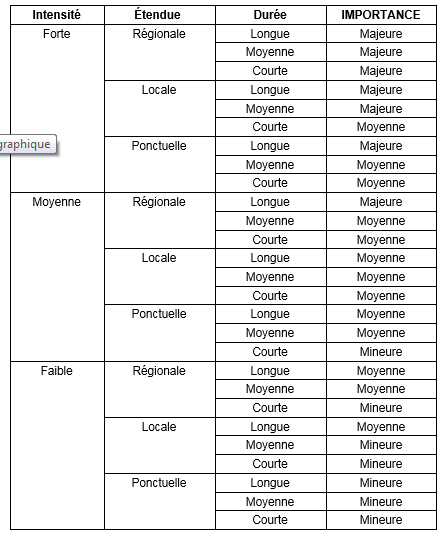 Intensité Étendue Durée IMPORTANCE
Forte Régionale Longue Majeure
Moyenne Majeure
Courte Majeure
Locale Longue Majeure
Moyenne Majeure
Courte Moyenne
graphique
Ponctuelle Longue Majeure
Moyenne Moyenne
Courte Moyenne
Moyenne Régionale Longue Majeure
Moyenne Moyenne
Courte Moyenne
Locale Longue Moyenne
Moyenne Moyenne
Courte Moyenne
Ponctuelle Longue Moyenne
Moyenne Moyenne
Courte Mineure
Faible Régionale Longue Moyenne
Moyenne Moyenne
Courte Mineure
Locale Longue Moyenne
Moyenne Mineure
Courte Mineure
Ponctuelle Longue Mineure
Moyenne Mineure
Courte Mineure